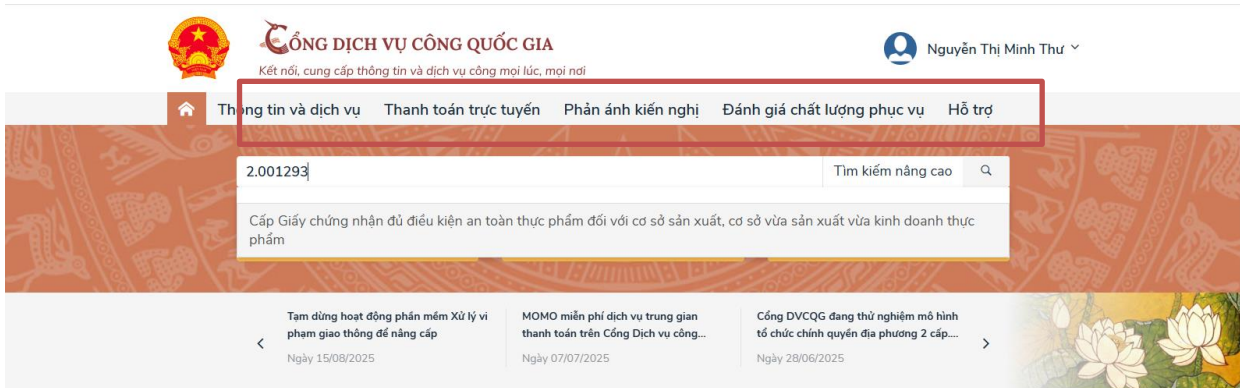 CỔNG DỊCH VỤ CÔNG QUỐC GIA
Kết nối, cung cấp thông tin và dịch vụ công mọi lúc, mọi nơi
Nguyễn Thị Minh Thư
Thông tin và dịch vụ Thanh toán trực tuyến Phản ánh kiến nghị Đánh giá chất lượng phục vụ Hỗ trợ
2.001293 Tìm kiếm nâng cao
Cấp Giấy chứng nhận đủ điều kiện an toàn thực phẩm đối với cơ sở sản xuất, cơ sở vừa sản xuất vừa kinh doanh thực
phẩm
Tạm dừng hoạt động phần mềm Xử lý vi
phạm giao thông để nâng cấp
Ngày 15/08/2025
MOMO miễn phí dịch vụ trung gian
thanh toán trên Cổng Dịch vụ công...
Ngày 07/07/2025
Cổng DVCQG đang thử nghiệm mô hình
tổ chức chính quyền địa phương 2 cấp....
Ngày 28/06/2025